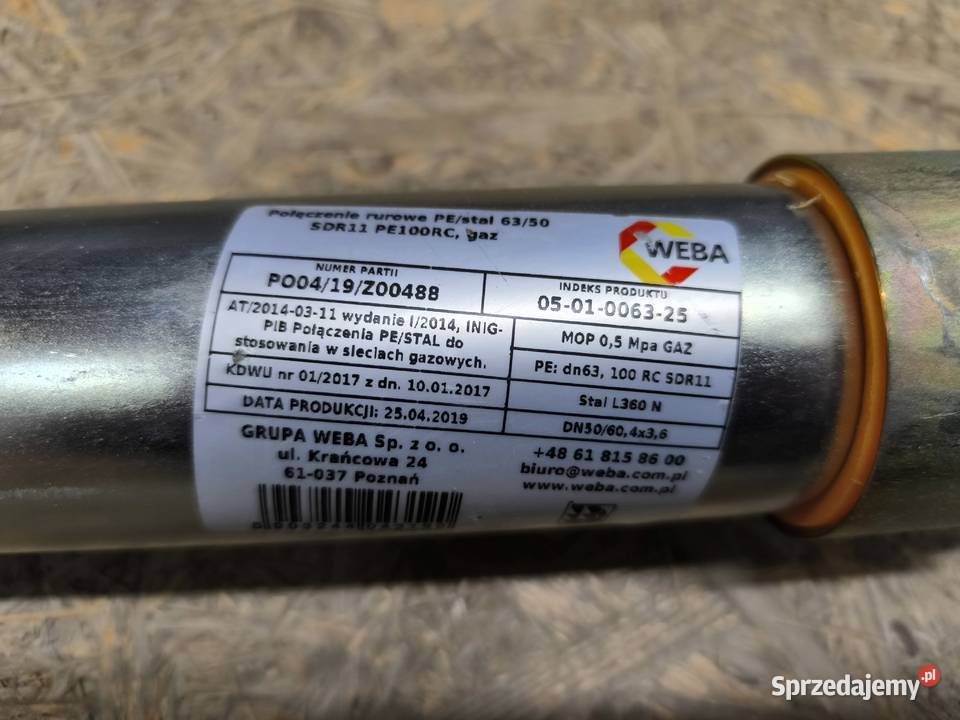 Połączenie rurowe PE/stal 63/50
SDR11 PE100RC, gaz
WEBA
NUMER PARTII
PO04/19/Z00488
INDEKS PRODUKTU
05-01-0063-25
AT/2014-03-11 wydanie I/2014, INIG-
PIB Połączenia PE/STAL do
stosowania w sieciach gazowych.
KDWU nr 01/2017 z dn. 10.01.2017
DATA PRODUKCJI: 25.04.2019
MOP 0,5 Mpa GAZ
PE: dn63, 100 RC SDR11
Stal L360 N
DN50/60,4x3,6
GRUPA WEBA Sp. z o. o.
ul. Krańcowa 24
61-037 Poznań
+48 61 815 86 00
biuro@weba.com.pl
www.weba.com.pl
Sprzedajemy.pl